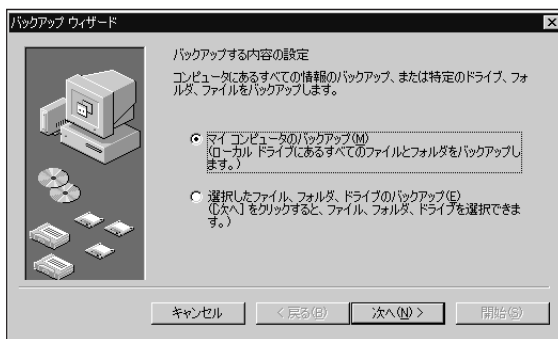 バックアップ ウィザード
バックアップする内容の設定
コンピュータにあるすべての情報のバックアップ、または特定のドライブ、フォ
ルダ、ファイルをバックアップします。
マイ コンピュータのバックアップ(M)
(ローカル ドライブにあるすべてのファイルとフォルダをバックアップし
ます。)
選択したファイル、フォルダ、ドライブのバックアップ(E)
([次へ] をクリックすると、ファイル、フォルダ、ドライブを選択できま
す。)
キャンセル
< 戻る(B)
次へ(N) >
開始(S)